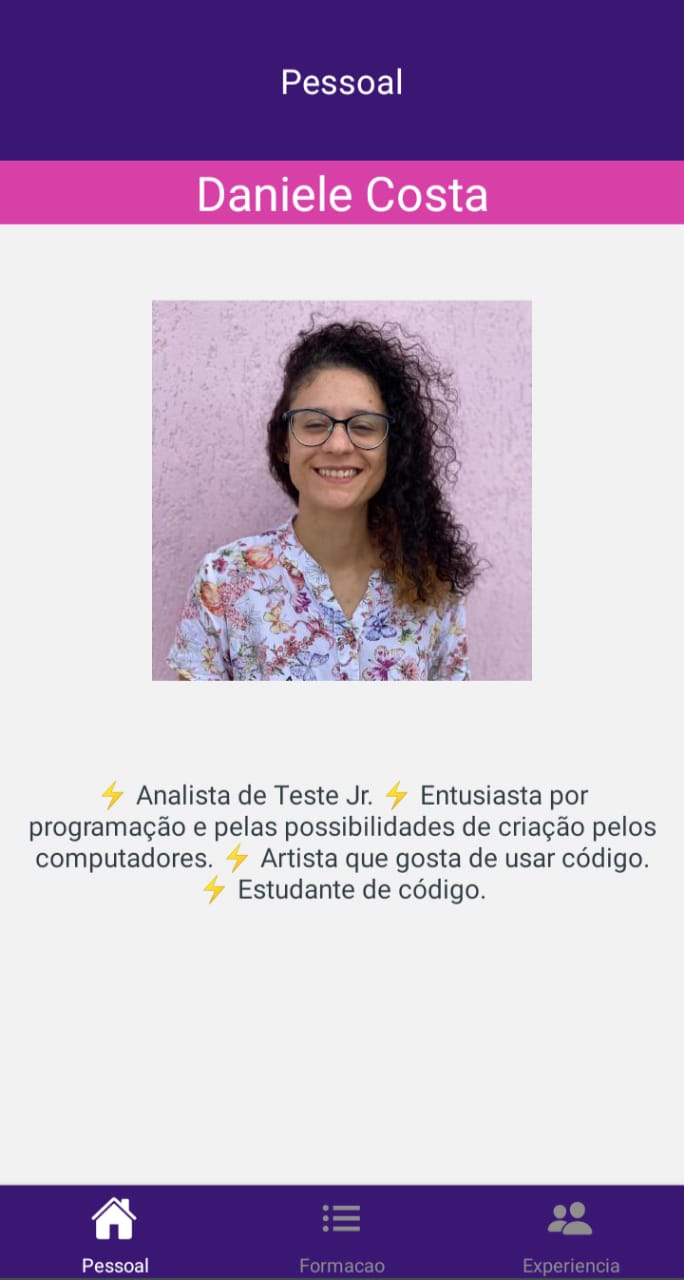 Pessoal
Daniele Costa
⚡ Analista de Teste Jr. ⚡ Entusiasta por
programação e pelas possibilidades de criação pelos
computadores. ⚡ Artista que gosta de usar código.
⚡ Estudante de código.
Pessoal
Formacao
Experiencia